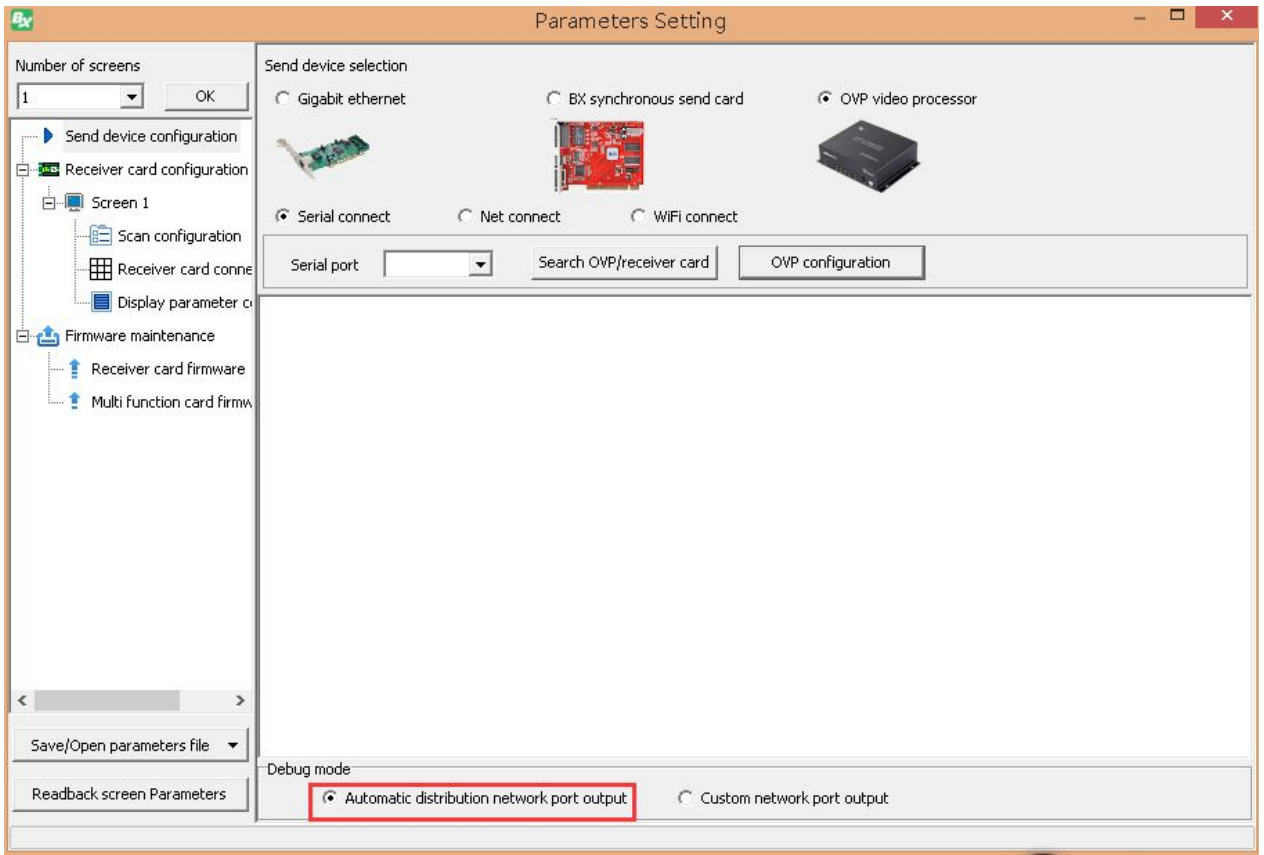 BX
Parameters Setting
Number of screens
1
OK
Send device configuration
Receiver card configuration
Screen 1
Scan configuration
Receiver card conne
Display parameter c
Firmware maintenance
Receiver card firmware
Multi function card firmw
Save/Open parameters file
Readback screen Parameters
Send device selection
Gigabit ethernet
BX synchronous send card
OVP video processor
Serial connect
Net connect
WiFi connect
Serial port
Search OVP/receiver card
OVP configuration
Debug mode
Automatic distribution network port output
Custom network port output